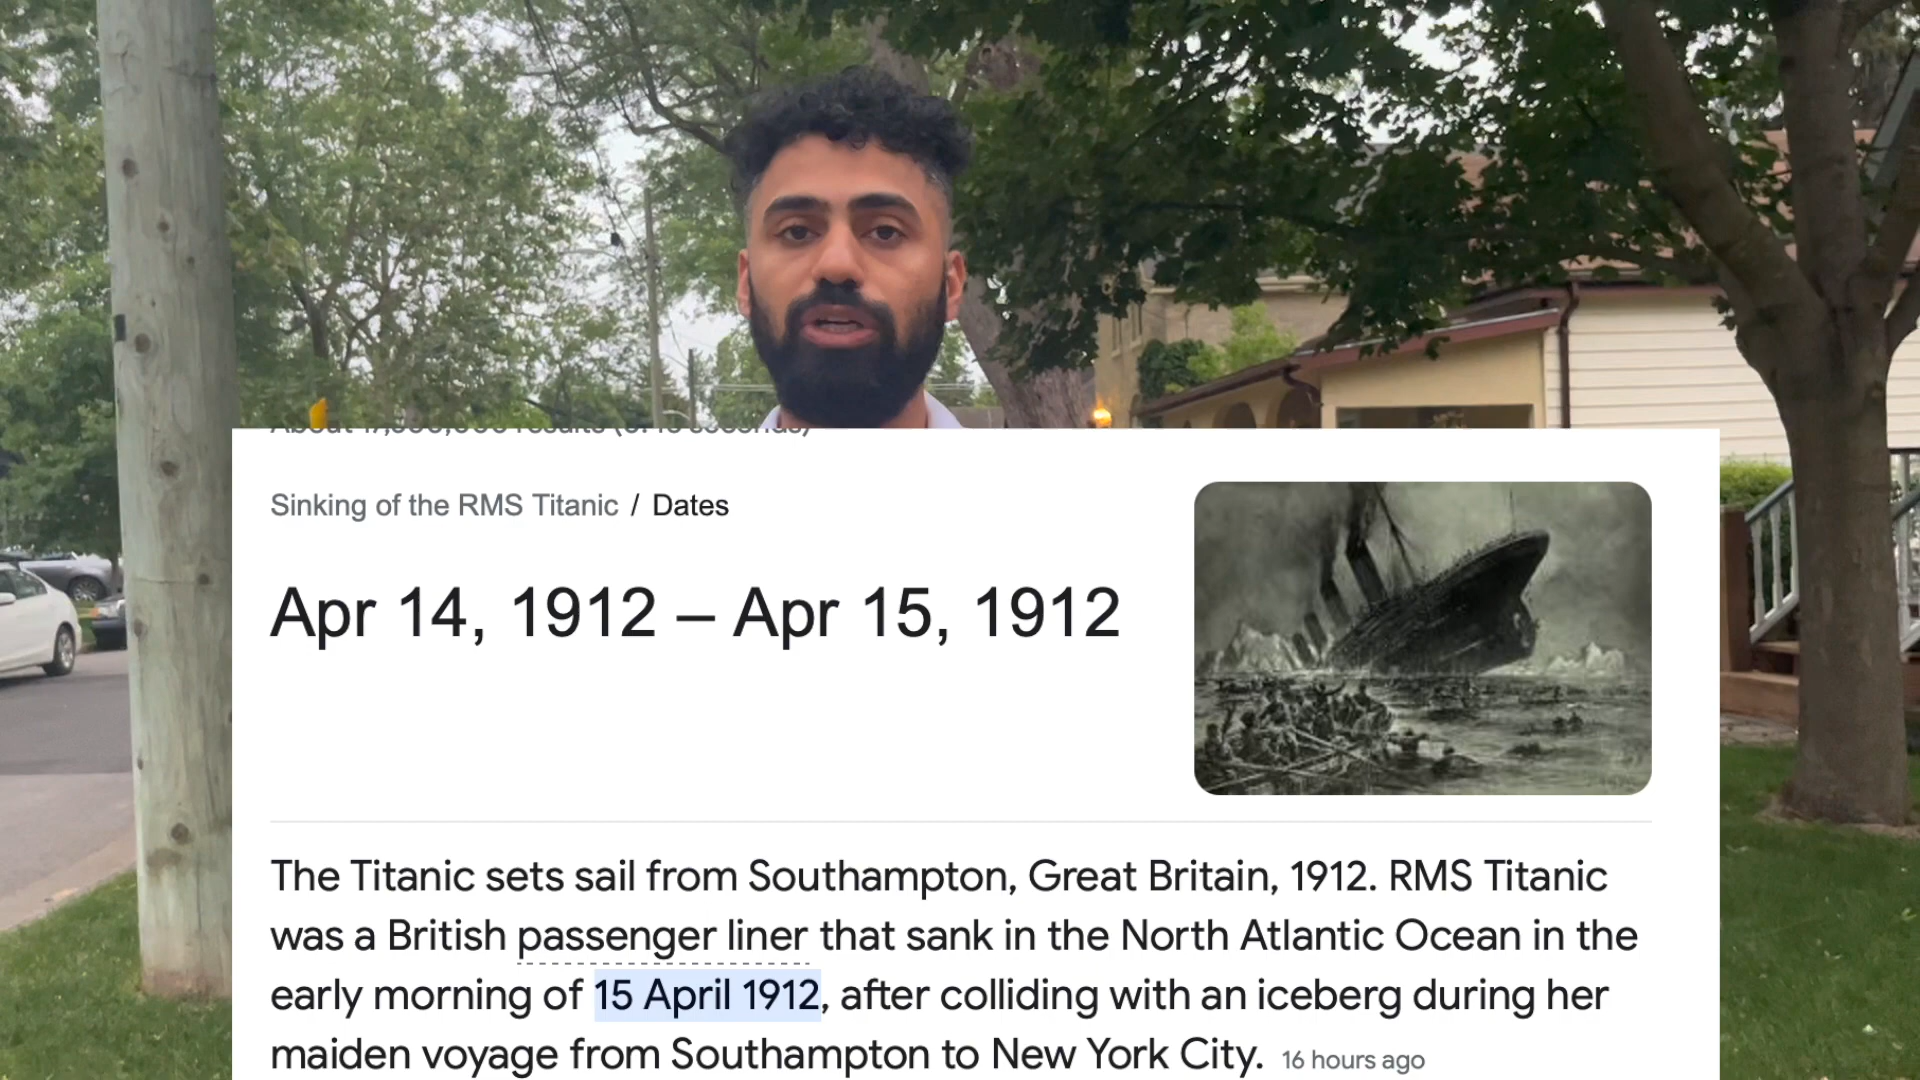 Sinking of the RMS Titanic / Dates
Apr 14, 1912 – Apr 15, 1912
The Titanic sets sail from Southampton, Great Britain, 1912. RMS Titanic
was a British passenger liner that sank in the North Atlantic Ocean in the
early morning of 15 April 1912, after colliding with an iceberg during her
maiden voyage from Southampton to New York City. 16 hours ago